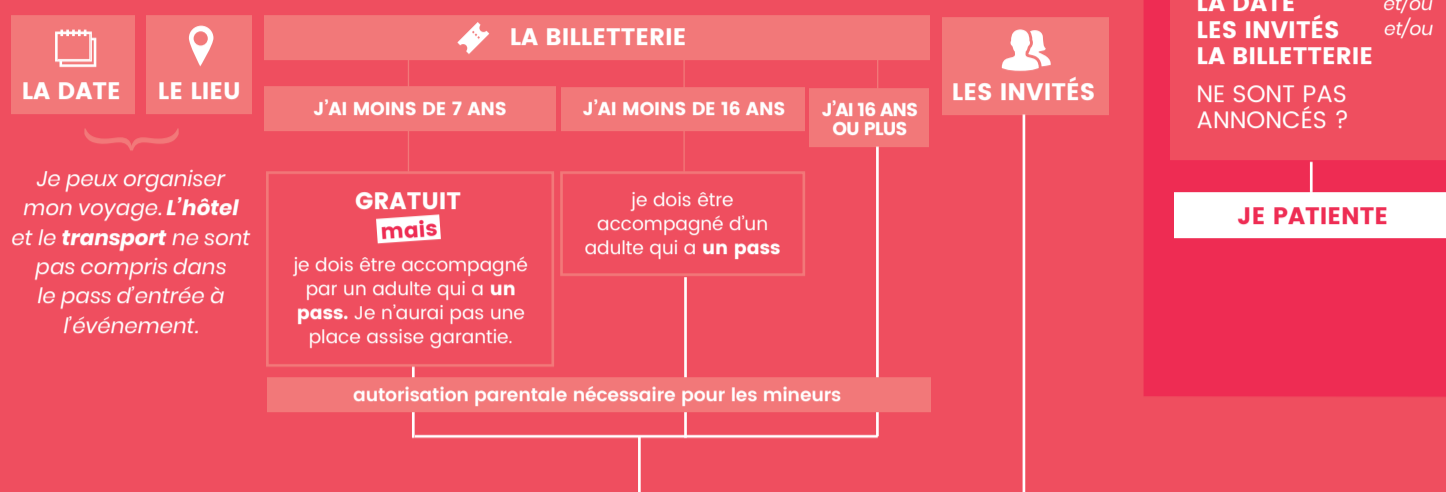 LA DATE
LE LIEU
Je peux organiser
mon voyage. L'hôtel
et le transport ne sont
pas compris dans
le pass d'entrée à
l'événement.
LA BILLETTERIE
J'AI MOINS DE 7 ANS
GRATUIT
mais
je dois être accompagné
par un adulte qui a un
pass. Je n'aurai pas une
place assise garantie.
J'AI MOINS DE 16 ANS
je dois être
accompagné d'un
adulte qui a un pass
J'AI 16 ANS
OU PLUS
autorisation parentale nécessaire pour les mineurs
LES INVITÉS
LA DATE et/ou
LES INVITÉS et/ou
LA BILLETTERIE
NE SONT PAS
ANNONCÉS ?
JE PATIENTE